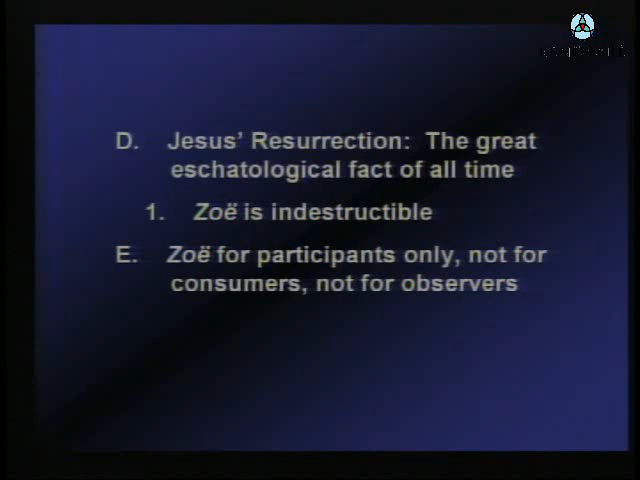 D. Jesus' Resurrection: The great
eschatological fact of all time
1. Zoë is indestructible
E. Zoë for participants only, not for
consumers, not for observers